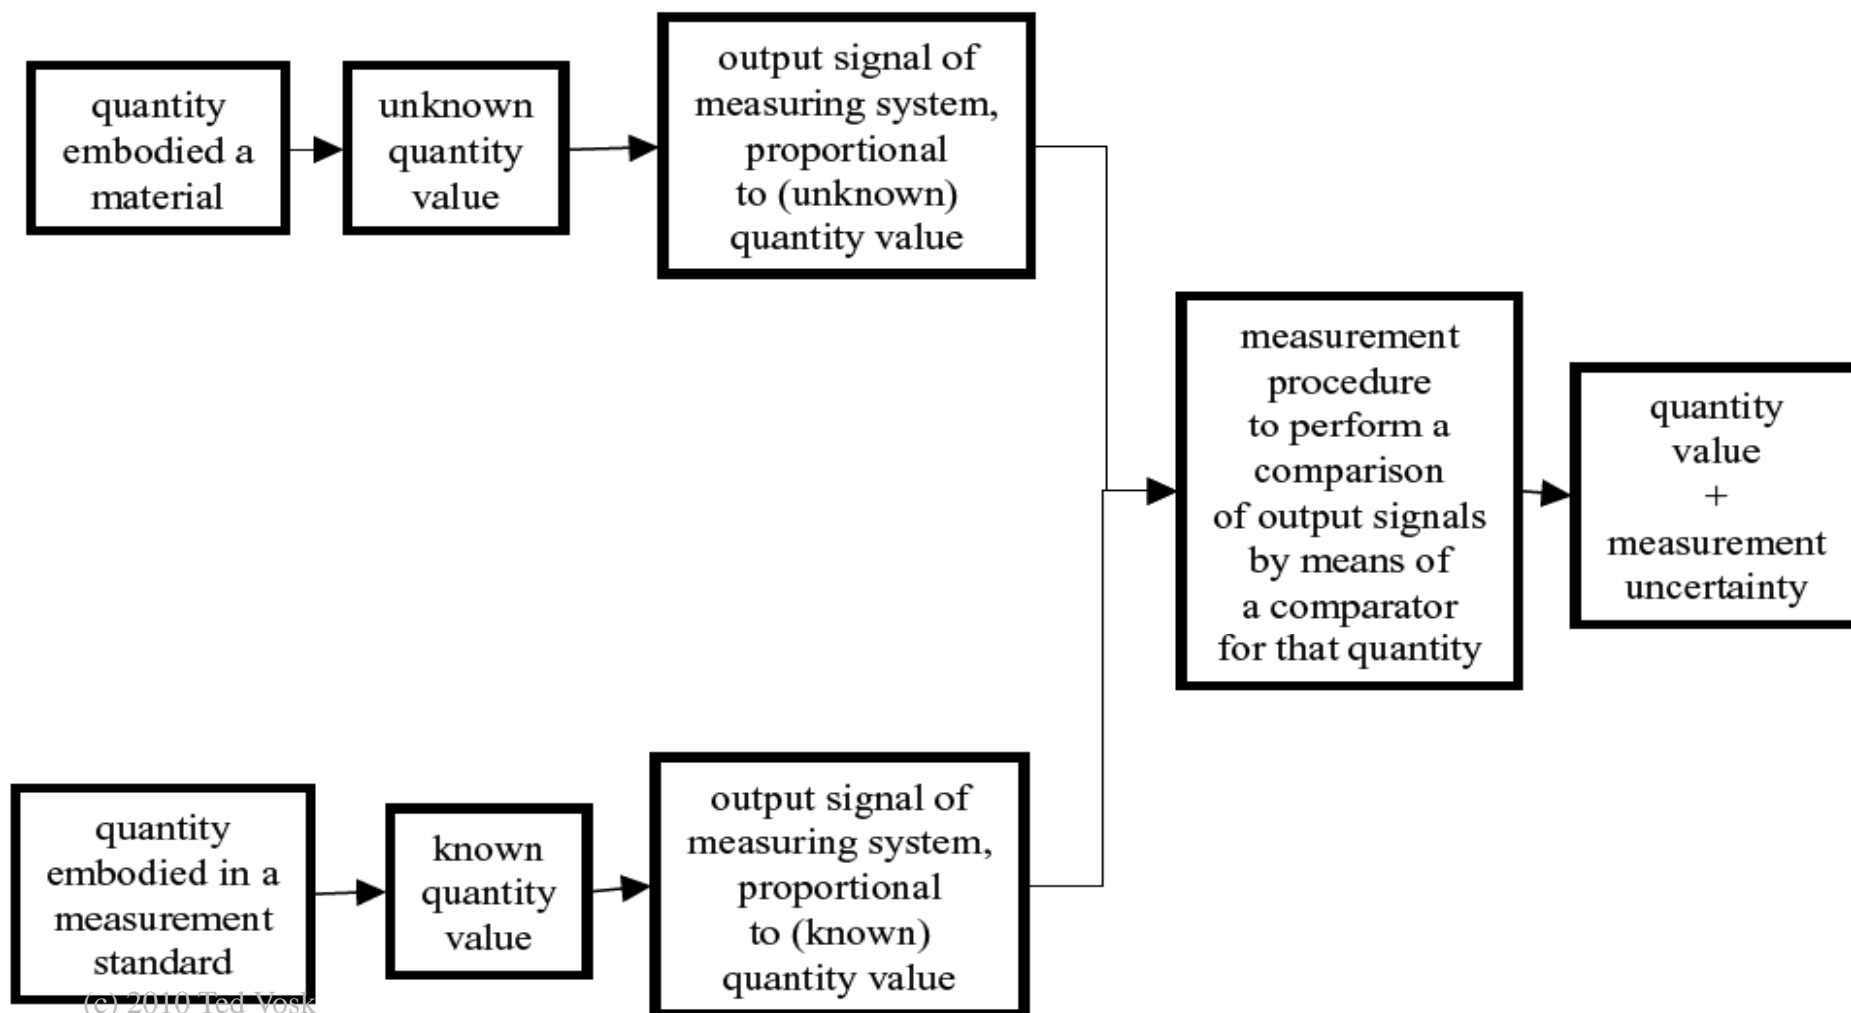 quantity
embodied a
material
unknown
quantity
value
output signal of
measuring system,
proportional
to (unknown)
quantity value
measurement
procedure
to perform a
comparison
of output signals
by means of
a comparator
for that quantity
quantity
value
+
measurement
uncertainty
quantity
embodied in a
measurement
standard
known
quantity
value
output signal of
measuring system,
proportional
to (known)
quantity value
(c) 2010 Ted Vosk